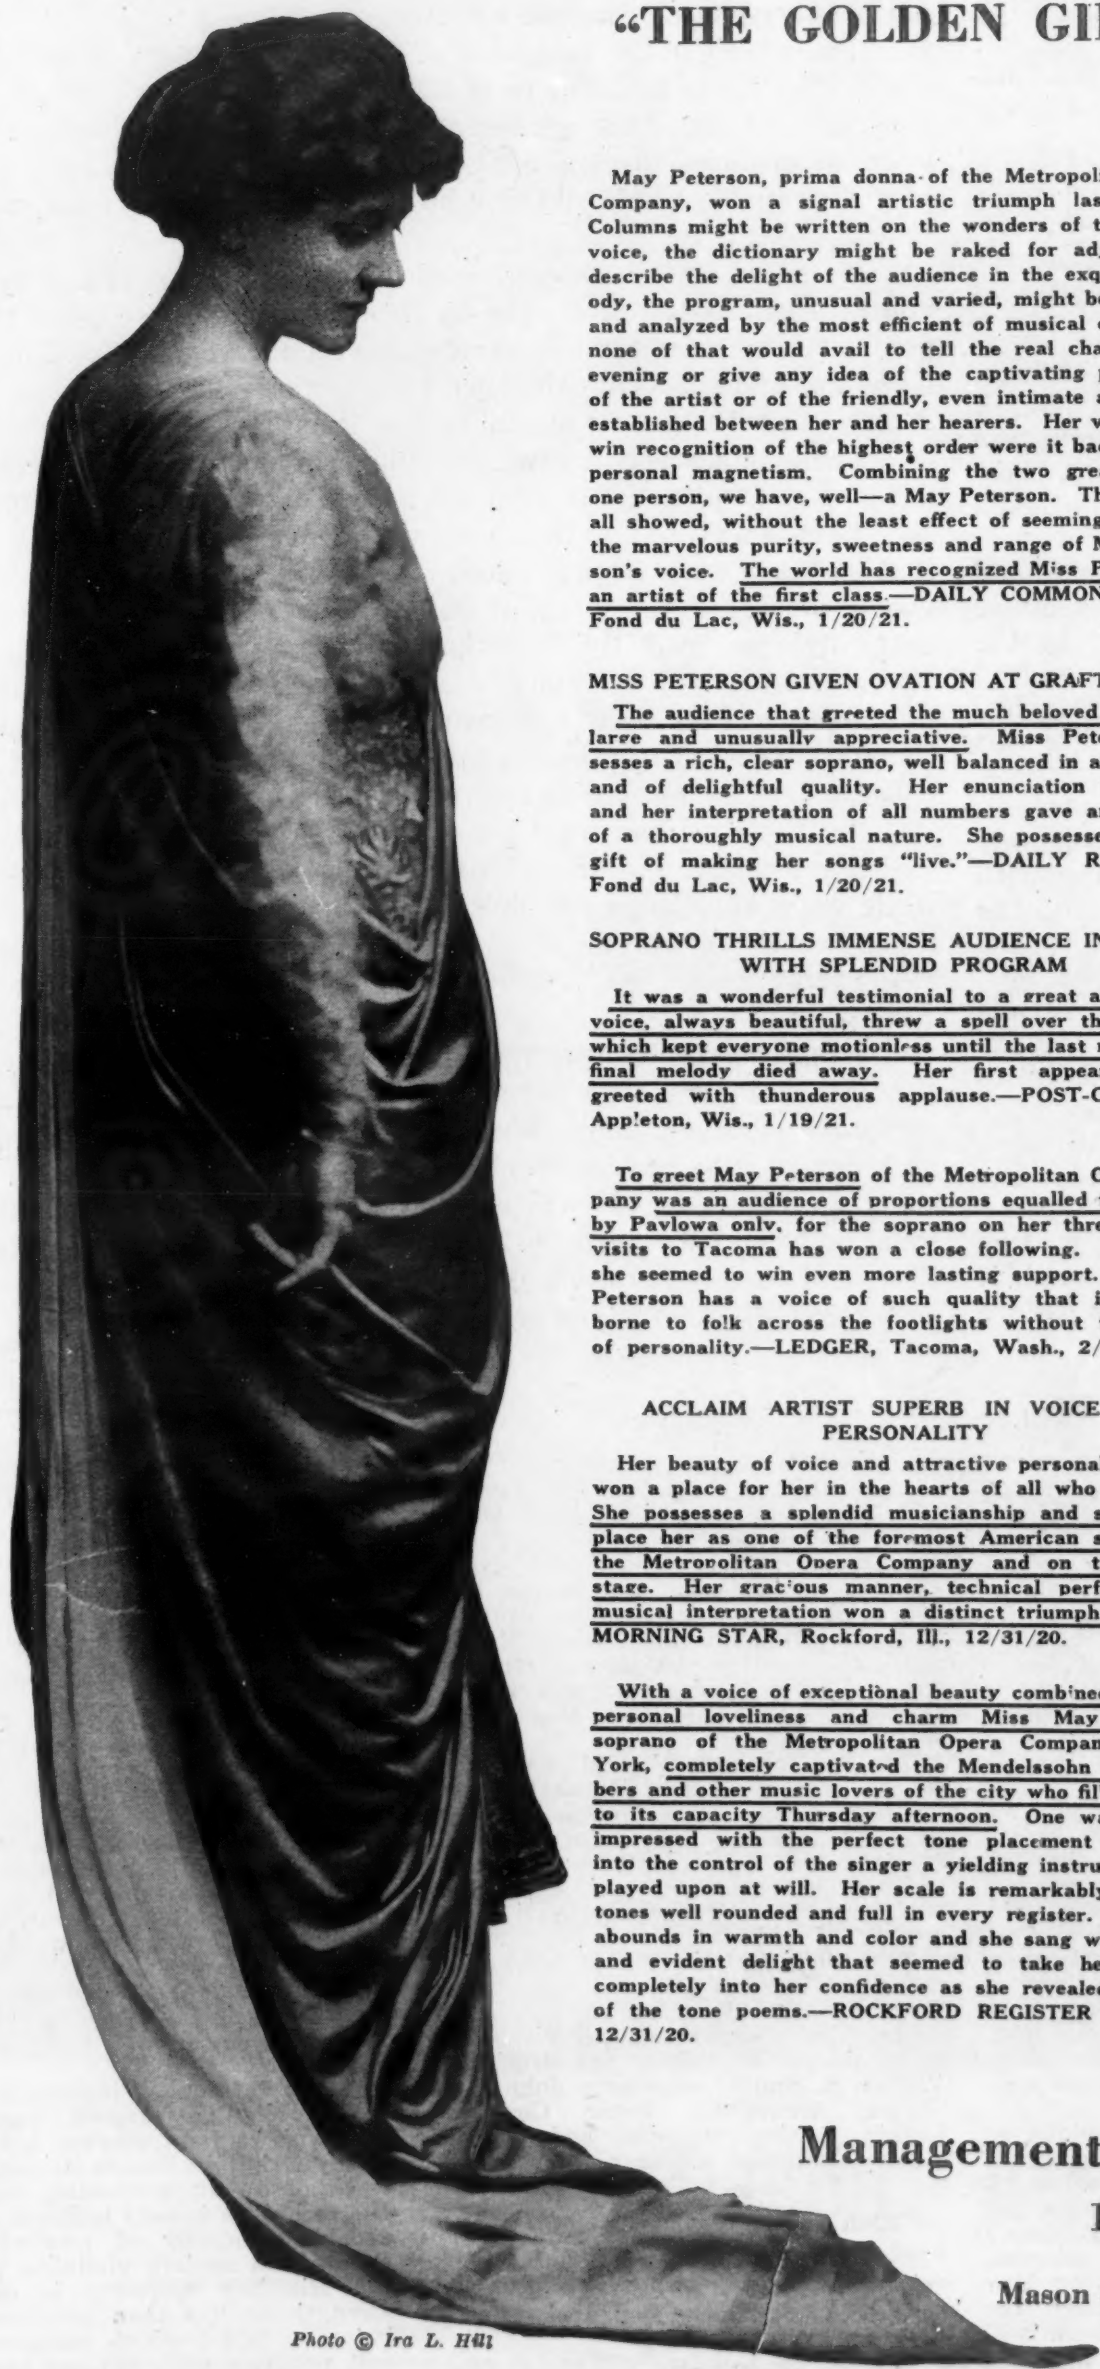 “THE GOLDEN GI
May Peterson, prima donna of the Metropol
Company, won a signal artistic triumph las
Columns might be written on the wonders of t
voice, the dictionary might be raked for ad
describe the delight of the audience in the exq
ody, the program, unusual and varied, might b
and analyzed by the most efficient of musical
none of that would avail to tell the real cha
evening or give any idea of the captivating
of the artist or of the friendly, even intimate a
established between her and her hearers. Her v
win recognition of the highest order were it bac
personal magnetism. Combining the two gre
one person, we have, well—a May Peterson. Th
all showed, without the least effect of seeming
the marvelous purity, sweetness and range of M
son's voice. The world has recognized Miss P
an artist of the first class.—DAILY COMMON
Fond du Lac, Wis., 1/20/21.
MISS PETERSON GIVEN OVATION AT GRAFT
The audience that greeted the much beloved
large and unusually appreciative. Miss Pet
sesses a rich, clear soprano, well balanced in a
and of delightful quality. Her enunciation
and her interpretation of all numbers gave a
of a thoroughly musical nature. She possess
gift of making her songs “live.”—DAILY R
Fond du Lac, Wis., 1/20/21.
SOPRANO THRILLS IMMENSE AUDIENCE IN
WITH SPLENDID PROGRAM
It was a wonderful testimonial to a great a
voice, always beautiful, threw a spell over th
which kept everyone motionless until the last
final melody died away. Her first appea
greeted with thunderous applause.—POST-C
Appleton, Wis., 1/19/21.
To greet May Peterson of the Metropolitan O
pany was an audience of proportions equalled
by Pavlowa only, for the soprano on her thre
visits to Tacoma has won a close following.
she seemed to win even more lasting support.
Peterson has a voice of such quality that i
borne to folk across the footlights without
of personality.—LEDGER, Tacoma, Wash., 2/
ACCLAIM ARTIST SUPERB IN VOICE
PERSONALITY
Her beauty of voice and attractive persona
won a place for her in the hearts of all who
She possesses a splendid musicianship and s
place her as one of the foremost American s
the Metropolitan Opera Company and on t
stage. Her gracious manner, technical perf
musical interpretation won a distinct triumph
MORNING STAR, Rockford, Ill., 12/31/20.
With a voice of exceptional beauty combine
personal loveliness and charm Miss May
soprano of the Metropolitan Opera Compan
York, completely captivated the Mendelssohn
bers and other music lovers of the city who fil
to its capacity Thursday afternoon. One wa
impressed with the perfect tone placement
into the control of the singer a yielding instru
played upon at will. Her scale is remarkably
tones well rounded and full in every register.
abounds in warmth and color and she sang w
and evident delight that seemed to take he
completely into her confidence as she revealed
of the tone poems.—ROCKFORD REGISTER
12/31/20.
Management
Mason
Photo © Ira L. Hill